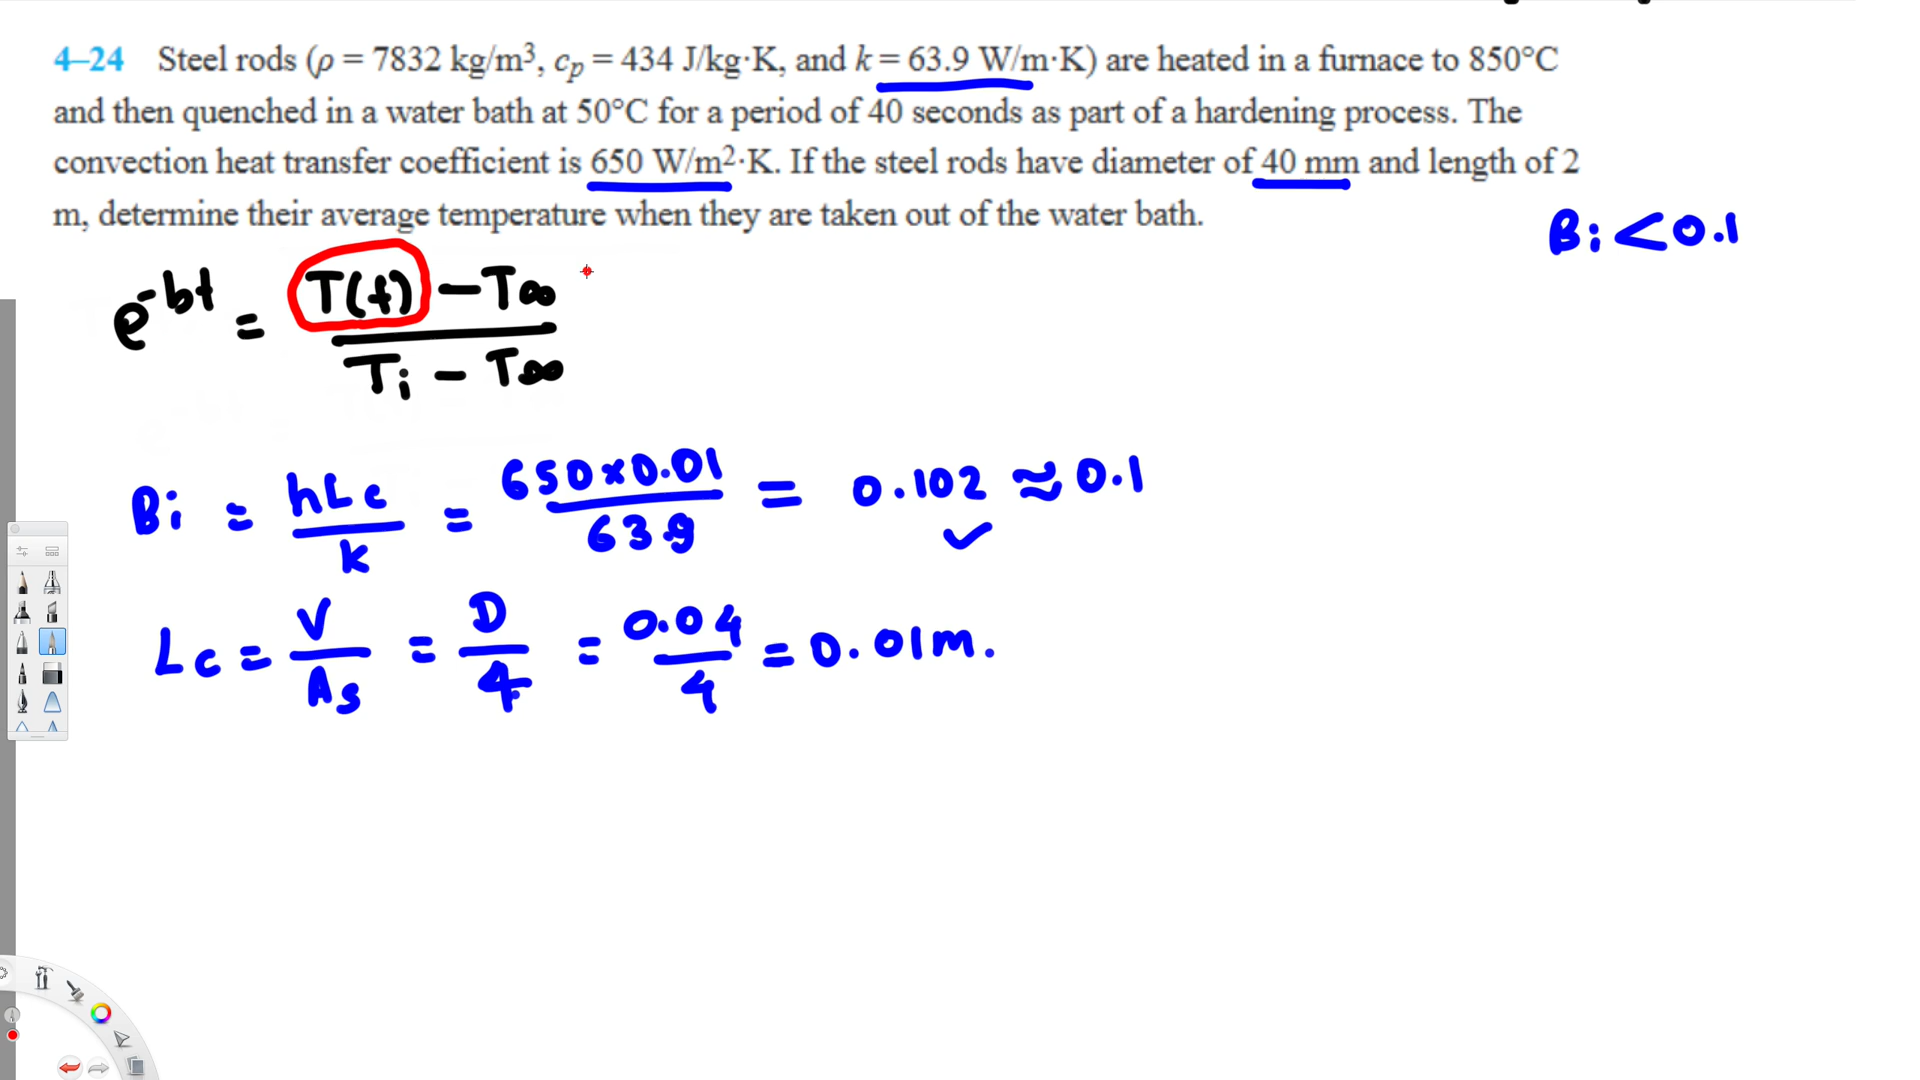 4–24 Steel rods (ρ = 7832 kg/m³, cₚ = 434 J/kg·K, and k = 63.9 W/m·K) are heated in a furnace to 850°C
and then quenched in a water bath at 50°C for a period of 40 seconds as part of a hardening process. The
convection heat transfer coefficient is 650 W/m²·K. If the steel rods have diameter of 40 mm and length of 2
m, determine their average temperature when they are taken out of the water bath.
Bi < 0.1
e^-bt = (T(t) - T∞) / (Ti - T∞)
Bi = hLc / k = 650 × 0.01 / 63.9 = 0.102 ≈ 0.1
Lc = V / As = D / 4 = 0.04 / 4 = 0.01m.